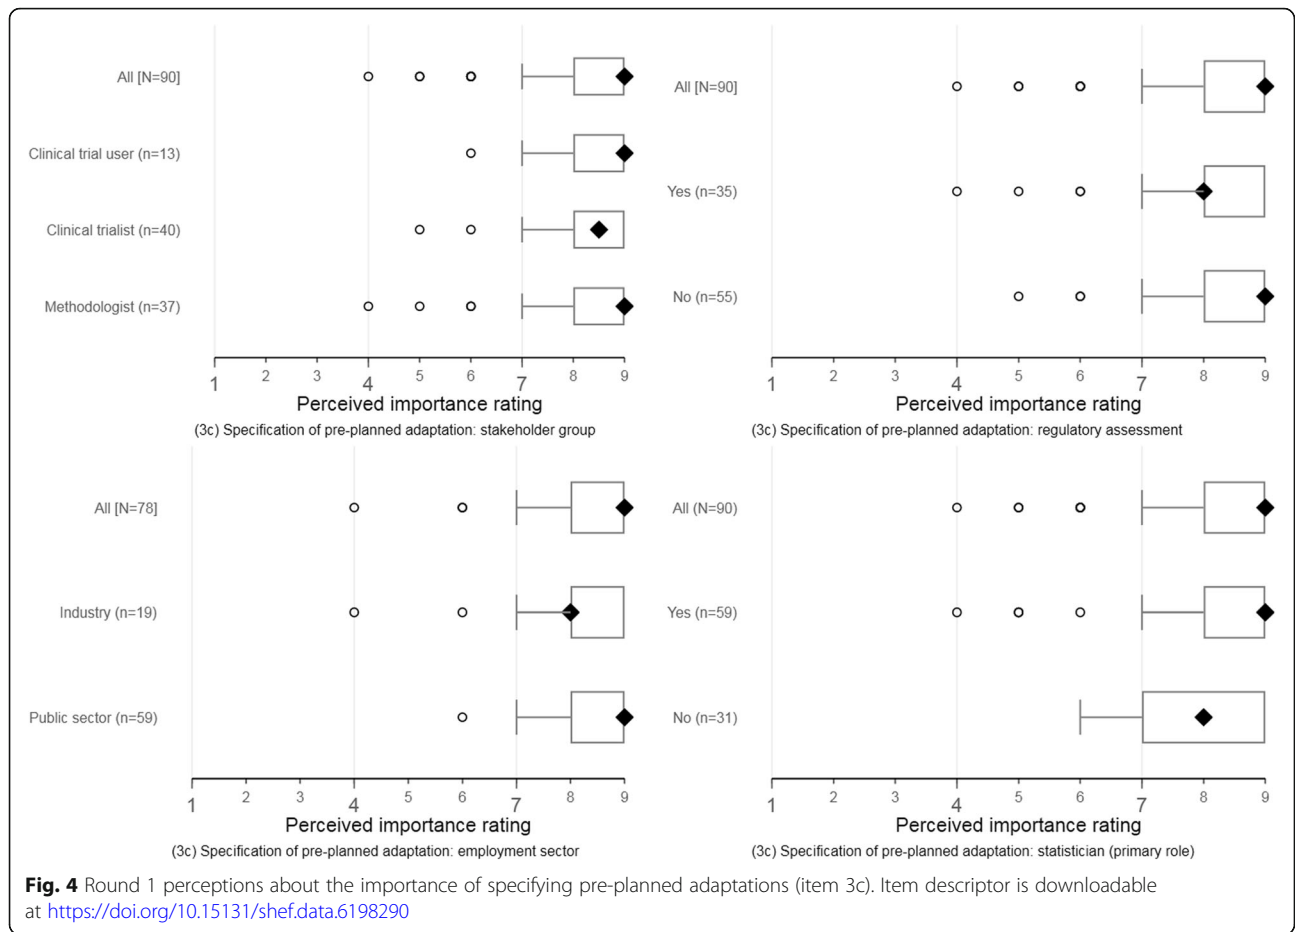 All [N=90]
Clinical trial user (n=13)
Clinical trialist (n=40)
Methodologist (n=37)
1 2 3 4 5 6 7 8 9
Perceived importance rating
(3c) Specification of pre-planned adaptation: stakeholder group
All [N=90]
Yes (n=35)
No (n=55)
1 2 3 4 5 6 7 8 9
Perceived importance rating
(3c) Specification of pre-planned adaptation: regulatory assessment
All [N=78]
Industry (n=19)
Public sector (n=59)
1 2 3 4 5 6 7 8 9
Perceived importance rating
(3c) Specification of pre-planned adaptation: employment sector
All (N=90)
Yes (n=59)
No (n=31)
1 2 3 4 5 6 7 8 9
Perceived importance rating
(3c) Specification of pre-planned adaptation: statistician (primary role)
Fig. 4 Round 1 perceptions about the importance of specifying pre-planned adaptations (item 3c). Item descriptor is downloadable
at https://doi.org/10.15131/shef.data.6198290